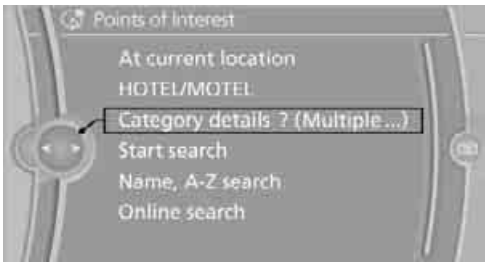 Points of Interest
At current location
HOTEL/MOTEL
Category details ? (Multiple...)
Start search
Name, A-Z search
Online search